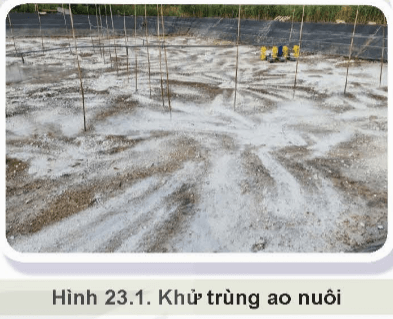 Hình 23.1. Khử trùng ao nuôi